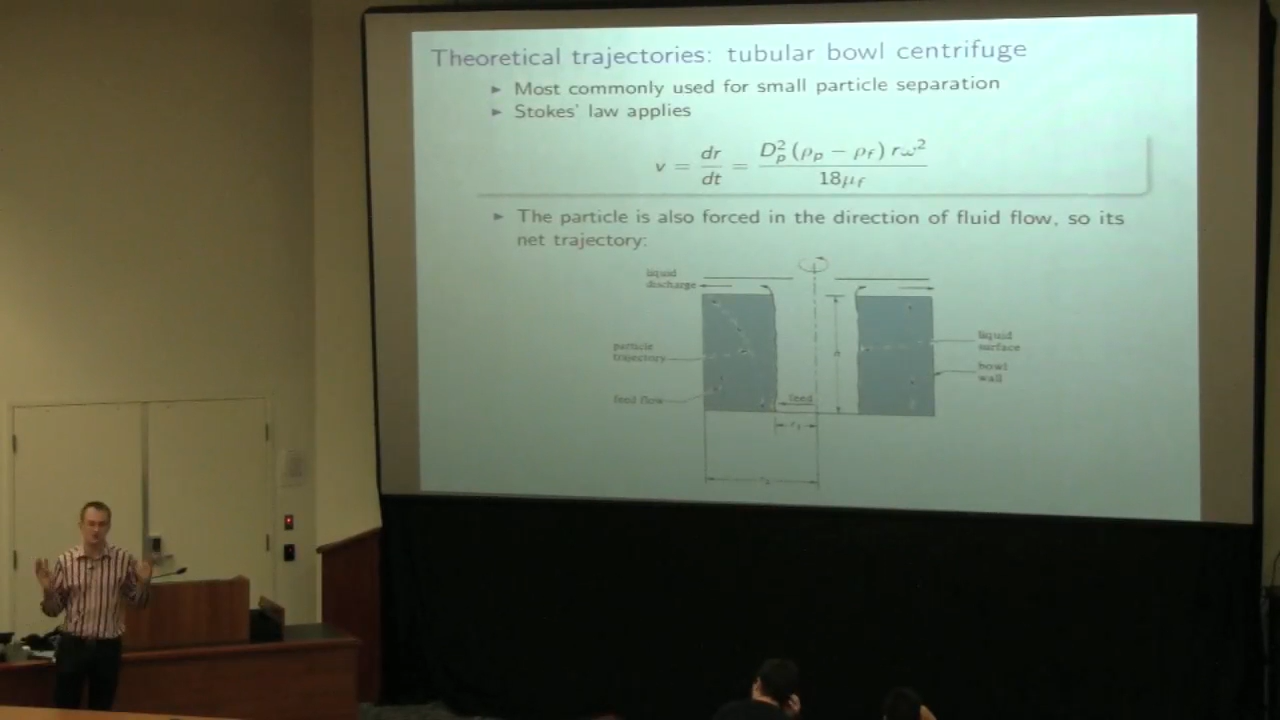 Theoretical trajectories: tubular bowl centrifuge
► Most commonly used for small particle separation
► Stokes' law applies
v = dr/dt = D_p^2 (ρ_p − ρ_f) rω^2 / 18μ_f
► The particle is also forced in the direction of fluid flow, so its
net trajectory:
liquid
discharge
particle
trajectory
feed flow
feed
liquid
surface
bowl
wall
r_1